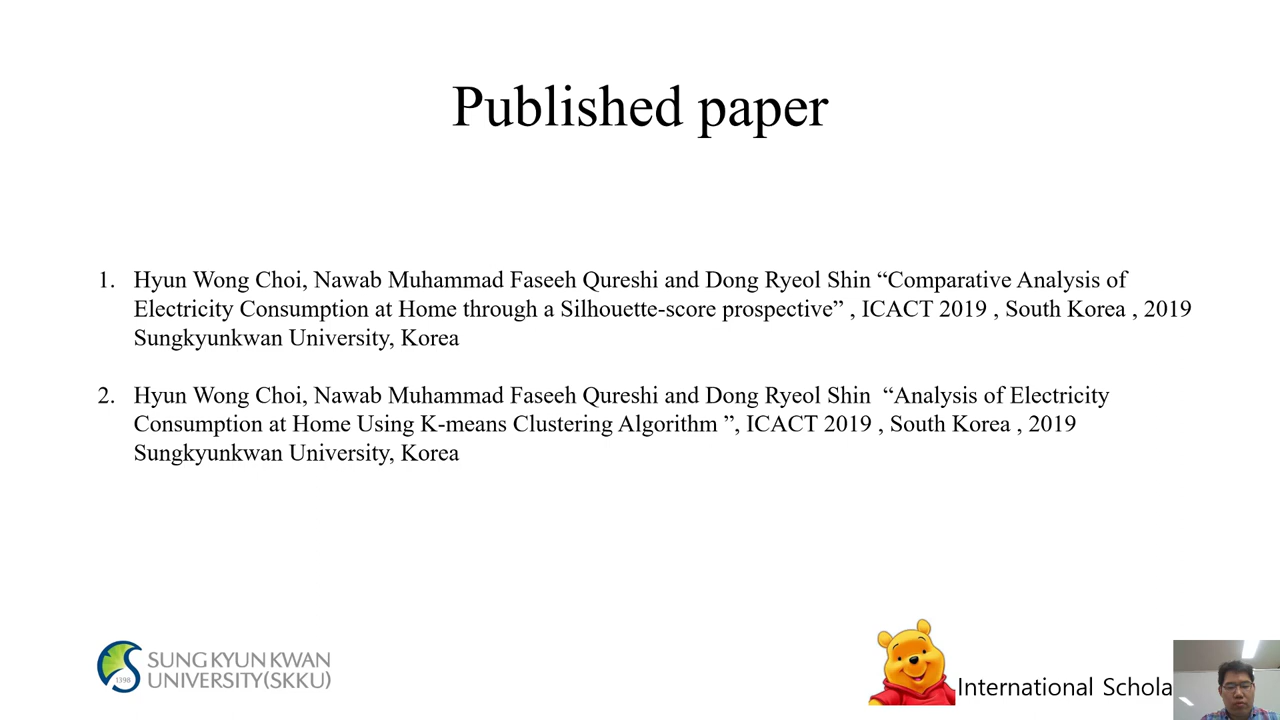 Published paper
1. Hyun Wong Choi, Nawab Muhammad Faseeh Qureshi and Dong Ryeol Shin “Comparative Analysis of
Electricity Consumption at Home through a Silhouette-score prospective” , ICACT 2019 , South Korea , 2019
Sungkyunkwan University, Korea
2. Hyun Wong Choi, Nawab Muhammad Faseeh Qureshi and Dong Ryeol Shin “Analysis of Electricity
Consumption at Home Using K-means Clustering Algorithm ”, ICACT 2019 , South Korea , 2019
Sungkyunkwan University, Korea
1398
SUNG KYUN KWAN
UNIVERSITY(SKKU)
International Schola